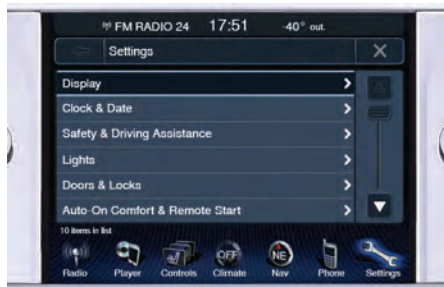 FM RADIO 24 17:51 -40° out.
Settings
Display
Clock & Date
Safety & Driving Assistance
Lights
Doors & Locks
Auto-On Comfort & Remote Start
10 items in list
OFF NE
Radio Player Controls Climate Nav Phone Settings